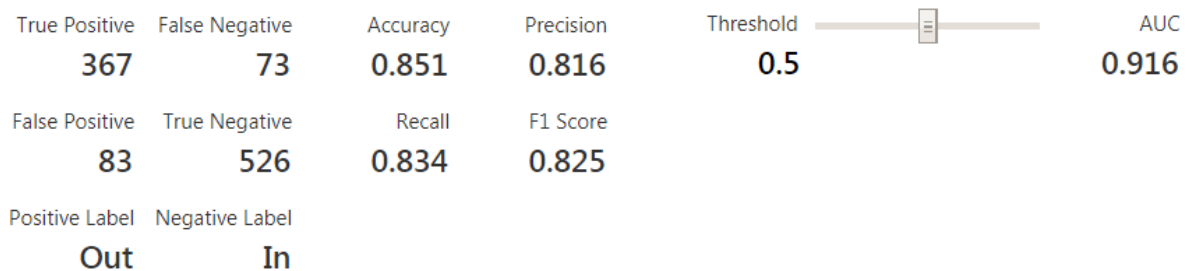 True Positive False Negative Accuracy Precision Threshold AUC
367 73 0.851 0.816 0.5 0.916
False Positive True Negative Recall F1 Score
83 526 0.834 0.825
Positive Label Negative Label
Out In